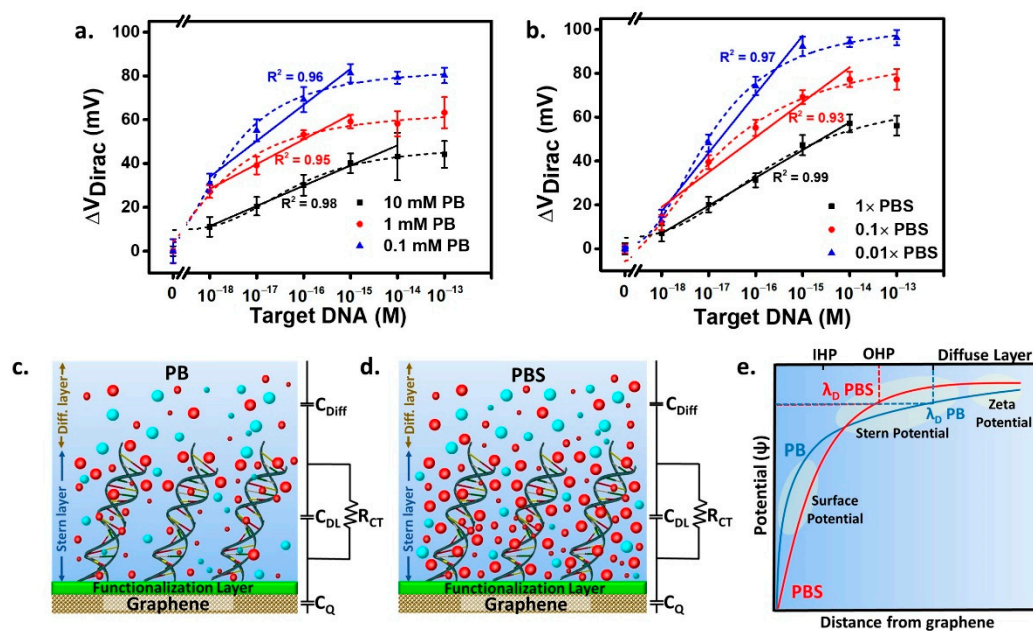 a.
ΔV_Dirac (mV)
100
80
60
40
20
0
R² = 0.96
R² = 0.95
R² = 0.98
10 mM PB
1 mM PB
0.1 mM PB
0
10⁻¹⁸
10⁻¹⁷
10⁻¹⁶
10⁻¹⁵
10⁻¹⁴
10⁻¹³
Target DNA (M)
b.
ΔV_Dirac (mV)
100
80
60
40
20
0
R² = 0.97
R² = 0.93
R² = 0.99
1× PBS
0.1× PBS
0.01× PBS
0
10⁻¹⁸
10⁻¹⁷
10⁻¹⁶
10⁻¹⁵
10⁻¹⁴
10⁻¹³
Target DNA (M)
c.
PB
Diff. layer
Stern layer
Functionalization Layer
Graphene
C_Diff
C_DL
R_CT
C_Q
d.
PBS
Functionalization Layer
Graphene
C_Diff
C_DL
R_CT
C_Q
IHP
OHP
Diffuse Layer
e.
λ_D PBS
λ_D PB
Zeta
Potential
Stern Potential
PB
Surface
Potential
PBS
Potential (ψ)
Distance from graphene